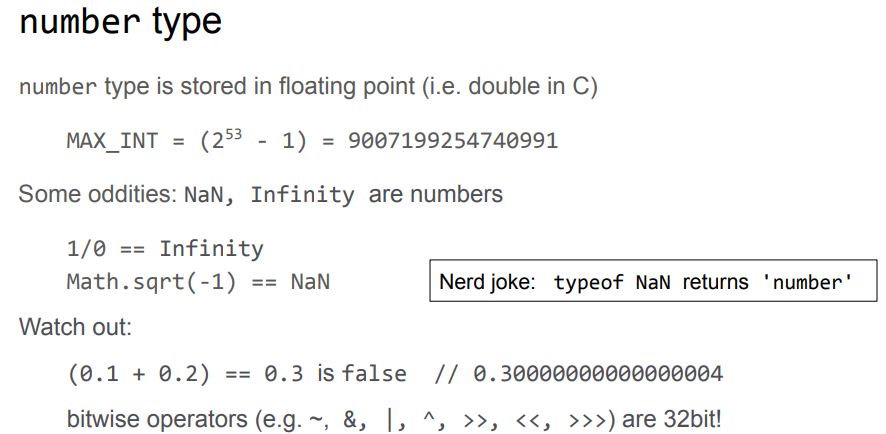 number type
number type is stored in floating point (i.e. double in C)
MAX_INT = (2⁵³ - 1) = 9007199254740991
Some oddities: NaN, Infinity are numbers
1/0 == Infinity
Math.sqrt(-1) == NaN
Nerd joke: typeof NaN returns 'number'
Watch out:
(0.1 + 0.2) == 0.3 is false // 0.30000000000000004
bitwise operators (e.g. ~, &, |, ^, >>, <<, >>>) are 32bit!